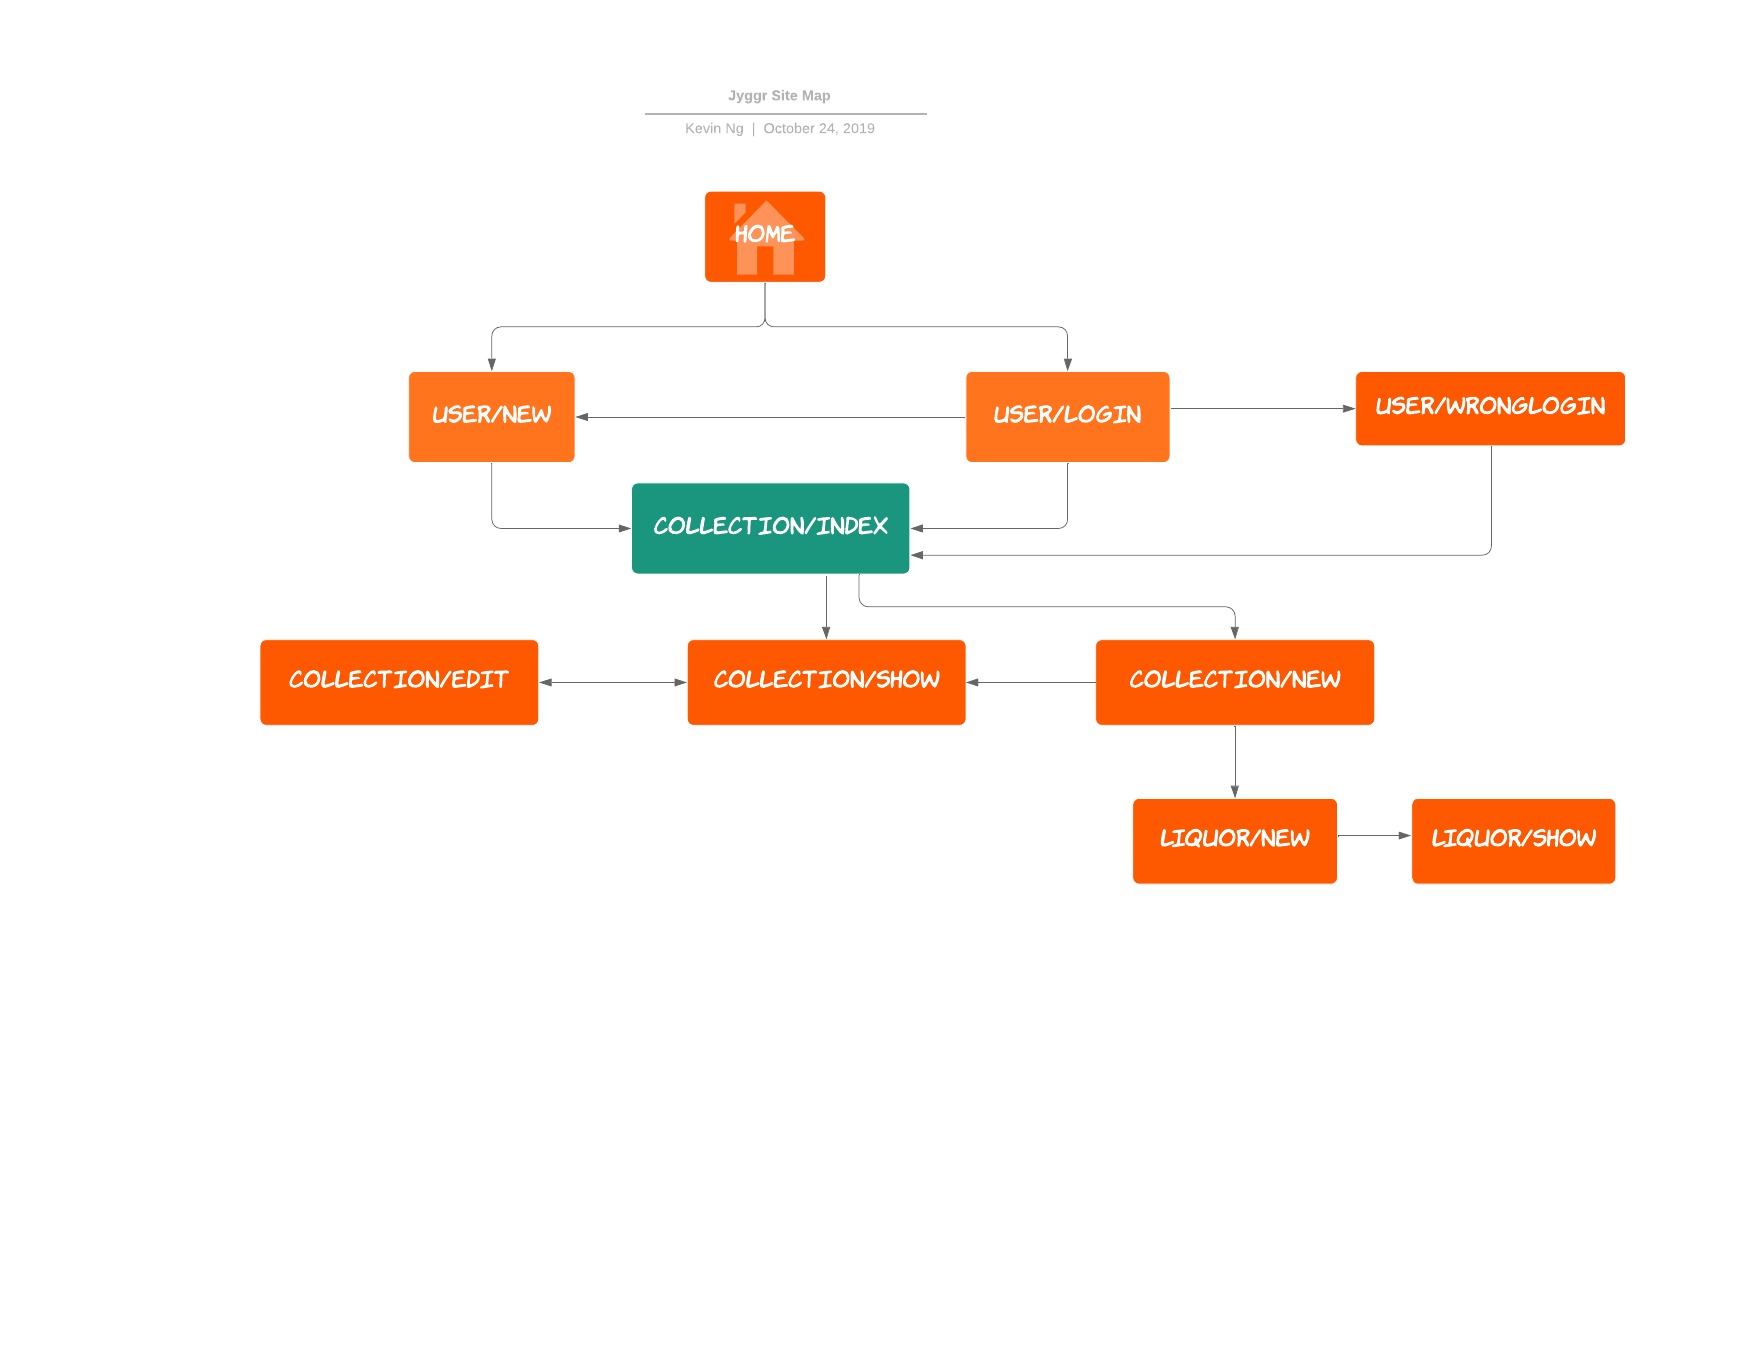 Jyggr Site Map
Kevin Ng | October 24, 2019
HOME
USER/NEW
USER/LOGIN
USER/WRONGLOGIN
COLLECTION/INDEX
COLLECTION/EDIT
COLLECTION/SHOW
COLLECTION/NEW
LIQUOR/NEW
LIQUOR/SHOW